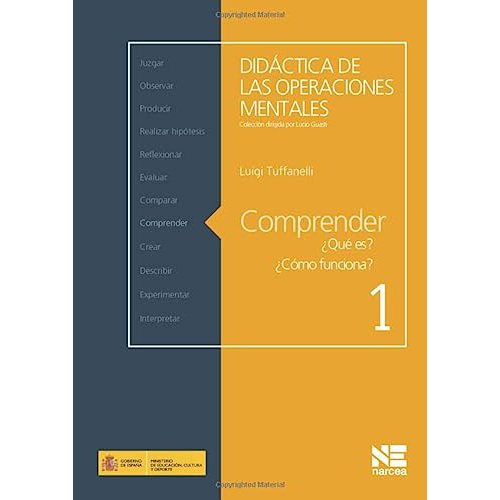 Copyrighted Material
Juzgar
Observar
Producir
Realizar hipótesis
Reflexionar
Evaluar
Comparar
Comprender
Crear
Describir
Experimentar
Interpretar
DIDÁCTICA DE
LAS OPERACIONES
MENTALES
Colección dirigida por Lucio Guasti
Luigi Tuffanelli
Comprender
¿Qué es?
¿Cómo funciona?
1
GOBIERNO
DE ESPAÑA
MINISTERIO
DE EDUCACIÓN, CULTURA
Y DEPORTE
NE
narcea
Copyrighted Material